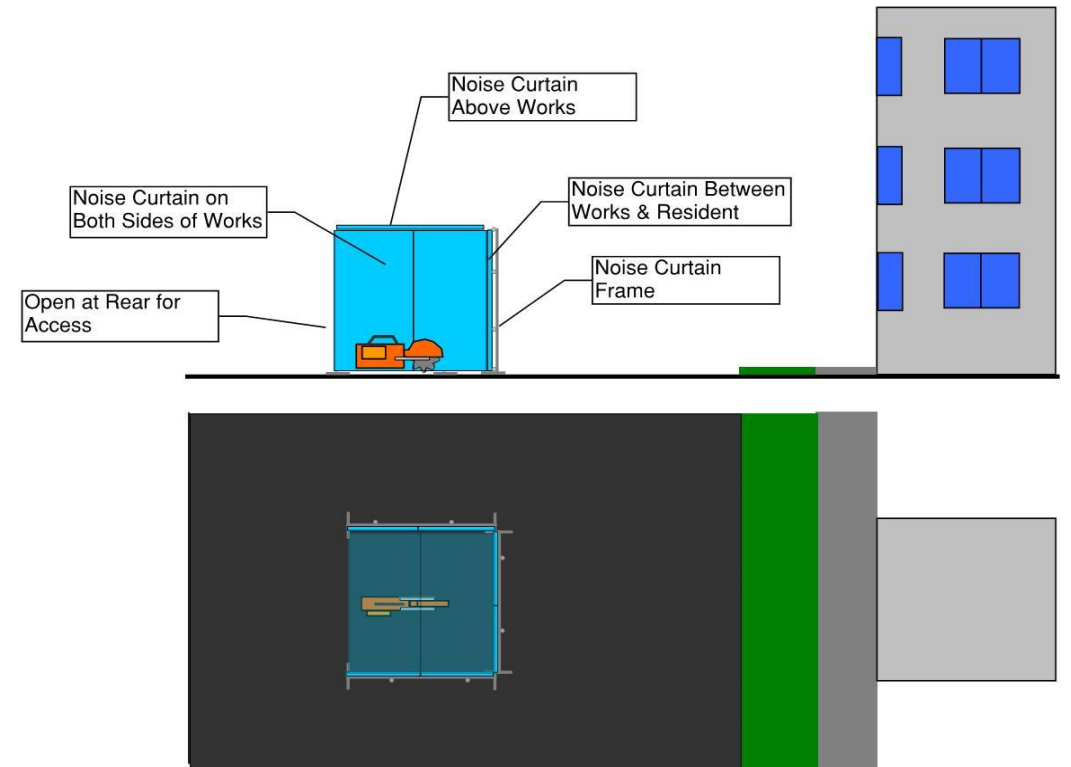 Noise Curtain
Above Works
Noise Curtain on
Both Sides of Works
Noise Curtain Between
Works & Resident
Noise Curtain
Frame
Open at Rear for
Access